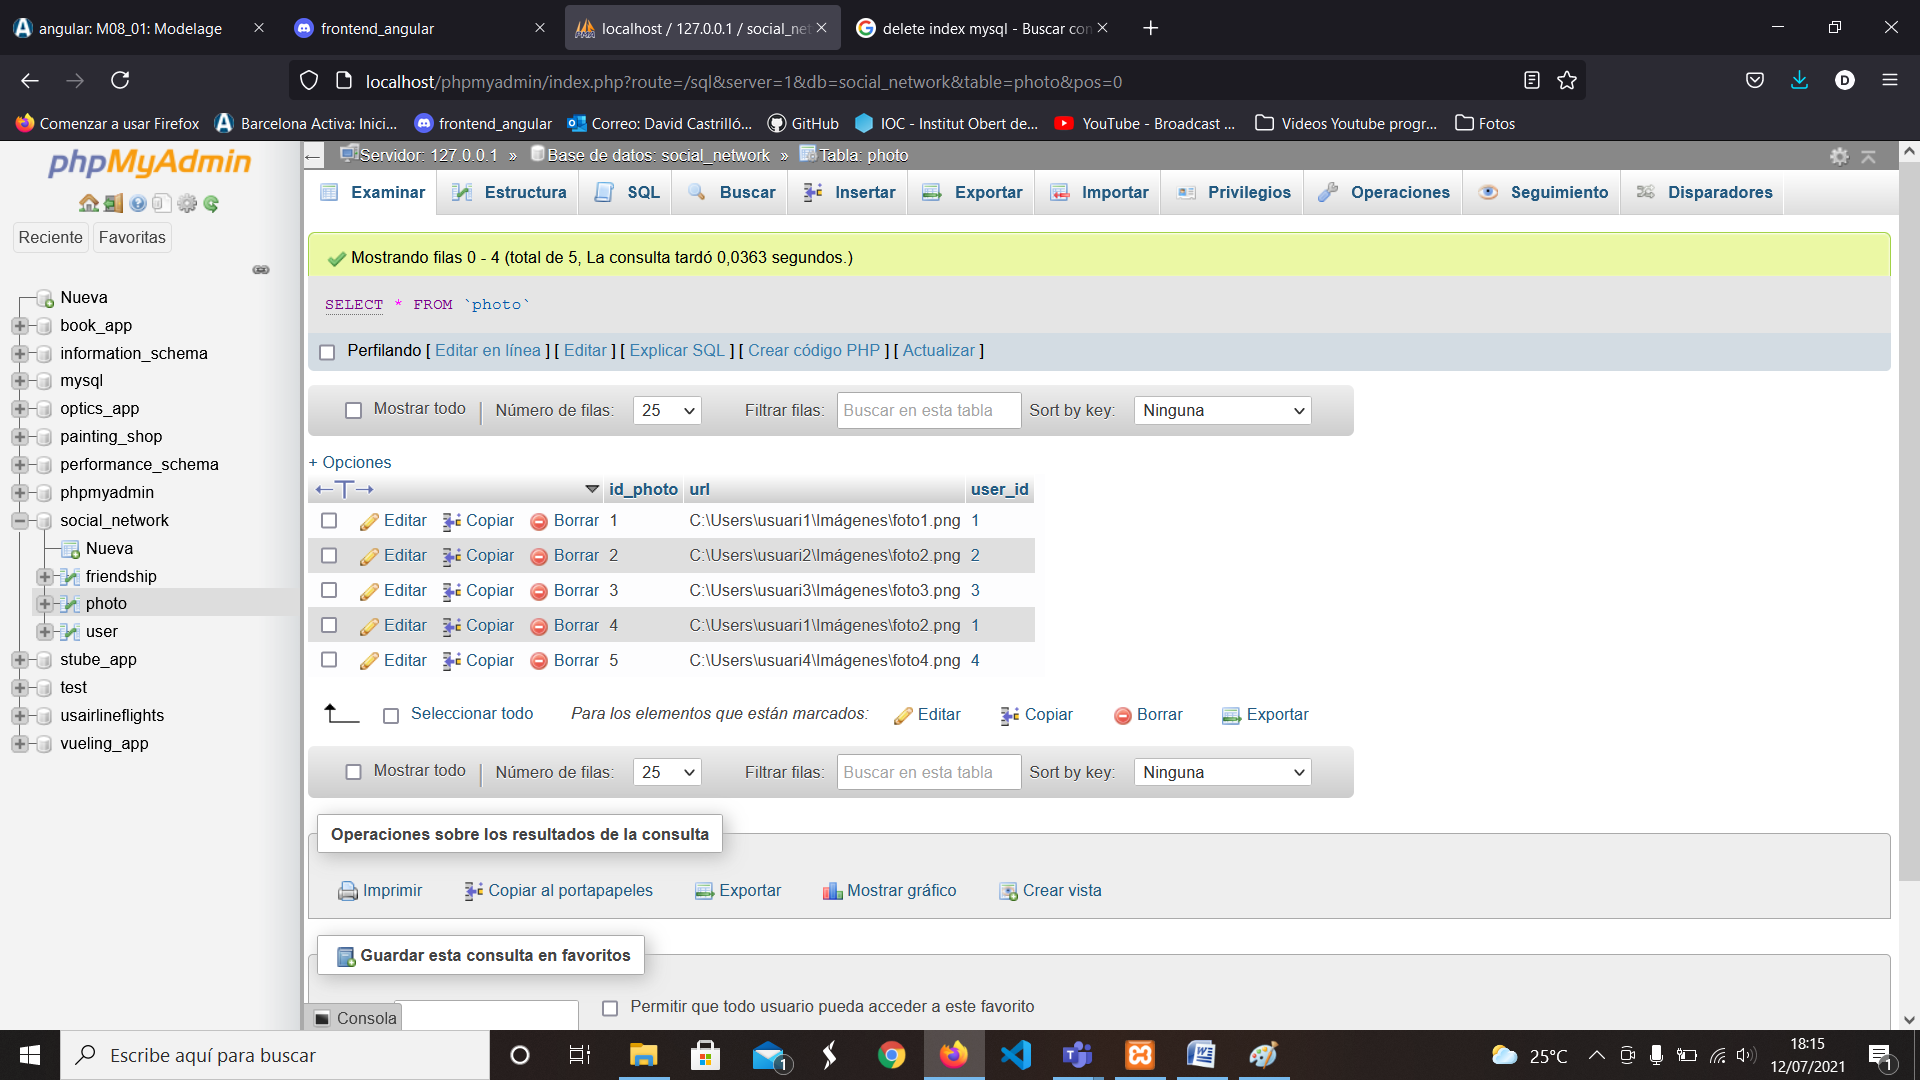 angular: M08_01: Modelage
frontend_angular
localhost / 127.0.0.1 / social_net
delete index mysql - Buscar con
localhost/phpmyadmin/index.php?route=/sql&server=1&db=social_network&table=photo&pos=0
D
Comenzar a usar Firefox
Barcelona Activa: Inici...
frontend_angular
Correo: David Castrilló...
GitHub
IOC - Institut Obert de...
YouTube - Broadcast ...
Videos Youtube progr...
Fotos
phpMyAdmin
Reciente
Favoritas
Nueva
book_app
information_schema
mysql
optics_app
painting_shop
performance_schema
phpmyadmin
social_network
Nueva
friendship
photo
user
stube_app
test
usairlineflights
vueling_app
Servidor: 127.0.0.1 » Base de datos: social_network » Tabla: photo
Examinar
Estructura
SQL
Buscar
Insertar
Exportar
Importar
Privilegios
Operaciones
Seguimiento
Disparadores
Mostrando filas 0 - 4 (total de 5, La consulta tardó 0,0363 segundos.)
SELECT * FROM `photo`
Perfilando [ Editar en línea ] [ Editar ] [ Explicar SQL ] [ Crear código PHP ] [ Actualizar ]
Mostrar todo | Número de filas: 25 Filtrar filas: Buscar en esta tabla Sort by key: Ninguna
+ Opciones
id_photo url user_id
Editar Copiar Borrar 1 C:\Users\usuari1\Imágenes\foto1.png 1
Editar Copiar Borrar 2 C:\Users\usuari2\Imágenes\foto2.png 2
Editar Copiar Borrar 3 C:\Users\usuari3\Imágenes\foto3.png 3
Editar Copiar Borrar 4 C:\Users\usuari1\Imágenes\foto2.png 1
Editar Copiar Borrar 5 C:\Users\usuari4\Imágenes\foto4.png 4
Seleccionar todo Para los elementos que están marcados: Editar Copiar Borrar Exportar
Mostrar todo | Número de filas: 25 Filtrar filas: Buscar en esta tabla Sort by key: Ninguna
Operaciones sobre los resultados de la consulta
Imprimir Copiar al portapapeles Exportar Mostrar gráfico Crear vista
Guardar esta consulta en favoritos
Permitir que todo usuario pueda acceder a este favorito
Consola
Escribe aquí para buscar
1
25°C
18:15
12/07/2021
1